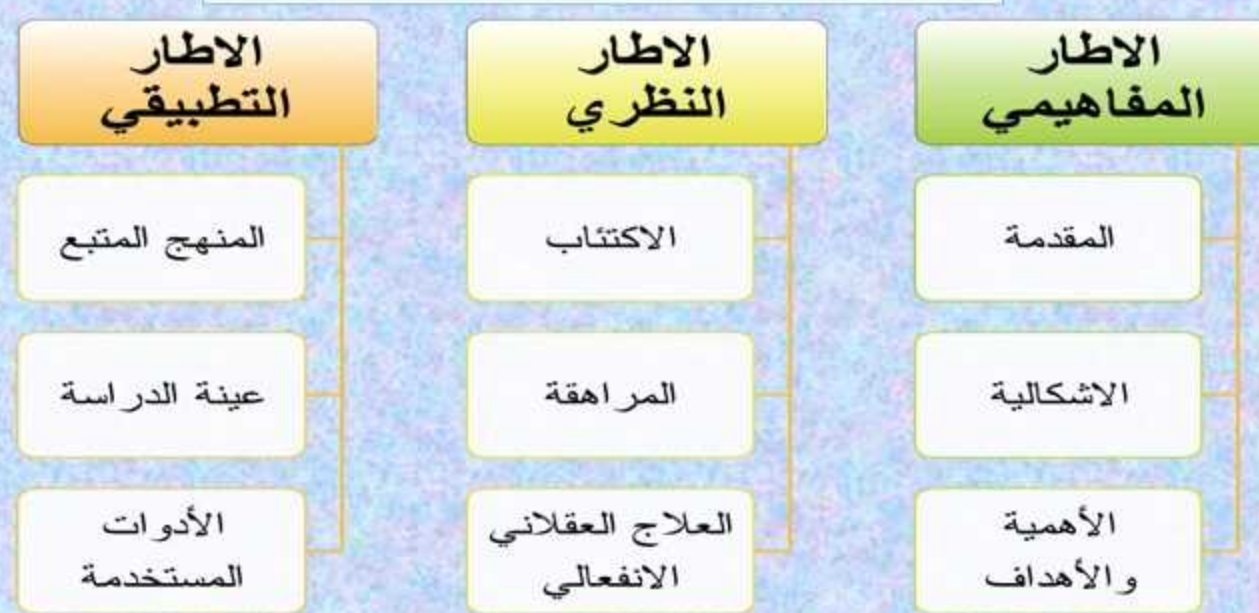 الاطار
المفاهيمي
المقدمة
الاشكالية
الأهمية
والأهداف
الاطار
النظري
الاكتئاب
المراهقة
العلاج العقلاني
الانفعالي
الاطار
التطبيقي
المنهج المتبع
عينة الدراسة
الأدوات
المستخدمة